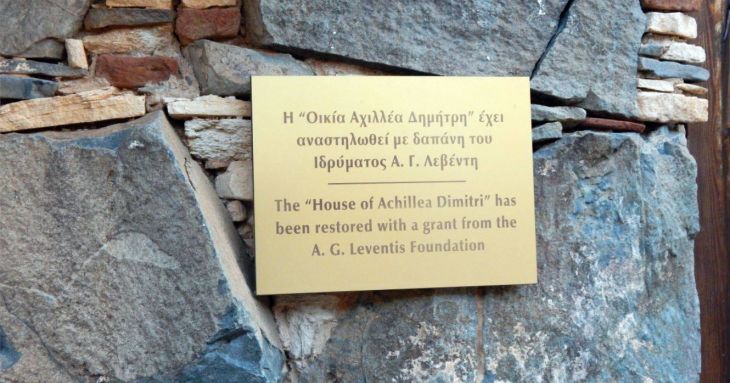 Η “Οικία Αχιλλέα Δημήτρη” έχει
αναστηλωθεί με δαπάνη του
Ιδρύματος Α. Γ. Λεβέντη
The “House of Achillea Dimitri” has
been restored with a grant from the
A. G. Leventis Foundation